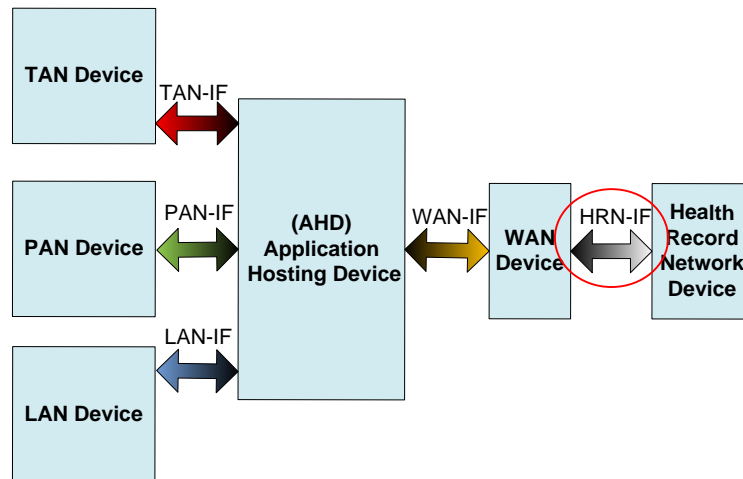 TAN Device
TAN-IF
PAN Device
PAN-IF
LAN-IF
LAN Device
(AHD)
Application
Hosting Device
WAN-IF
WAN
Device
HRN-IF
Health
Record
Network
Device